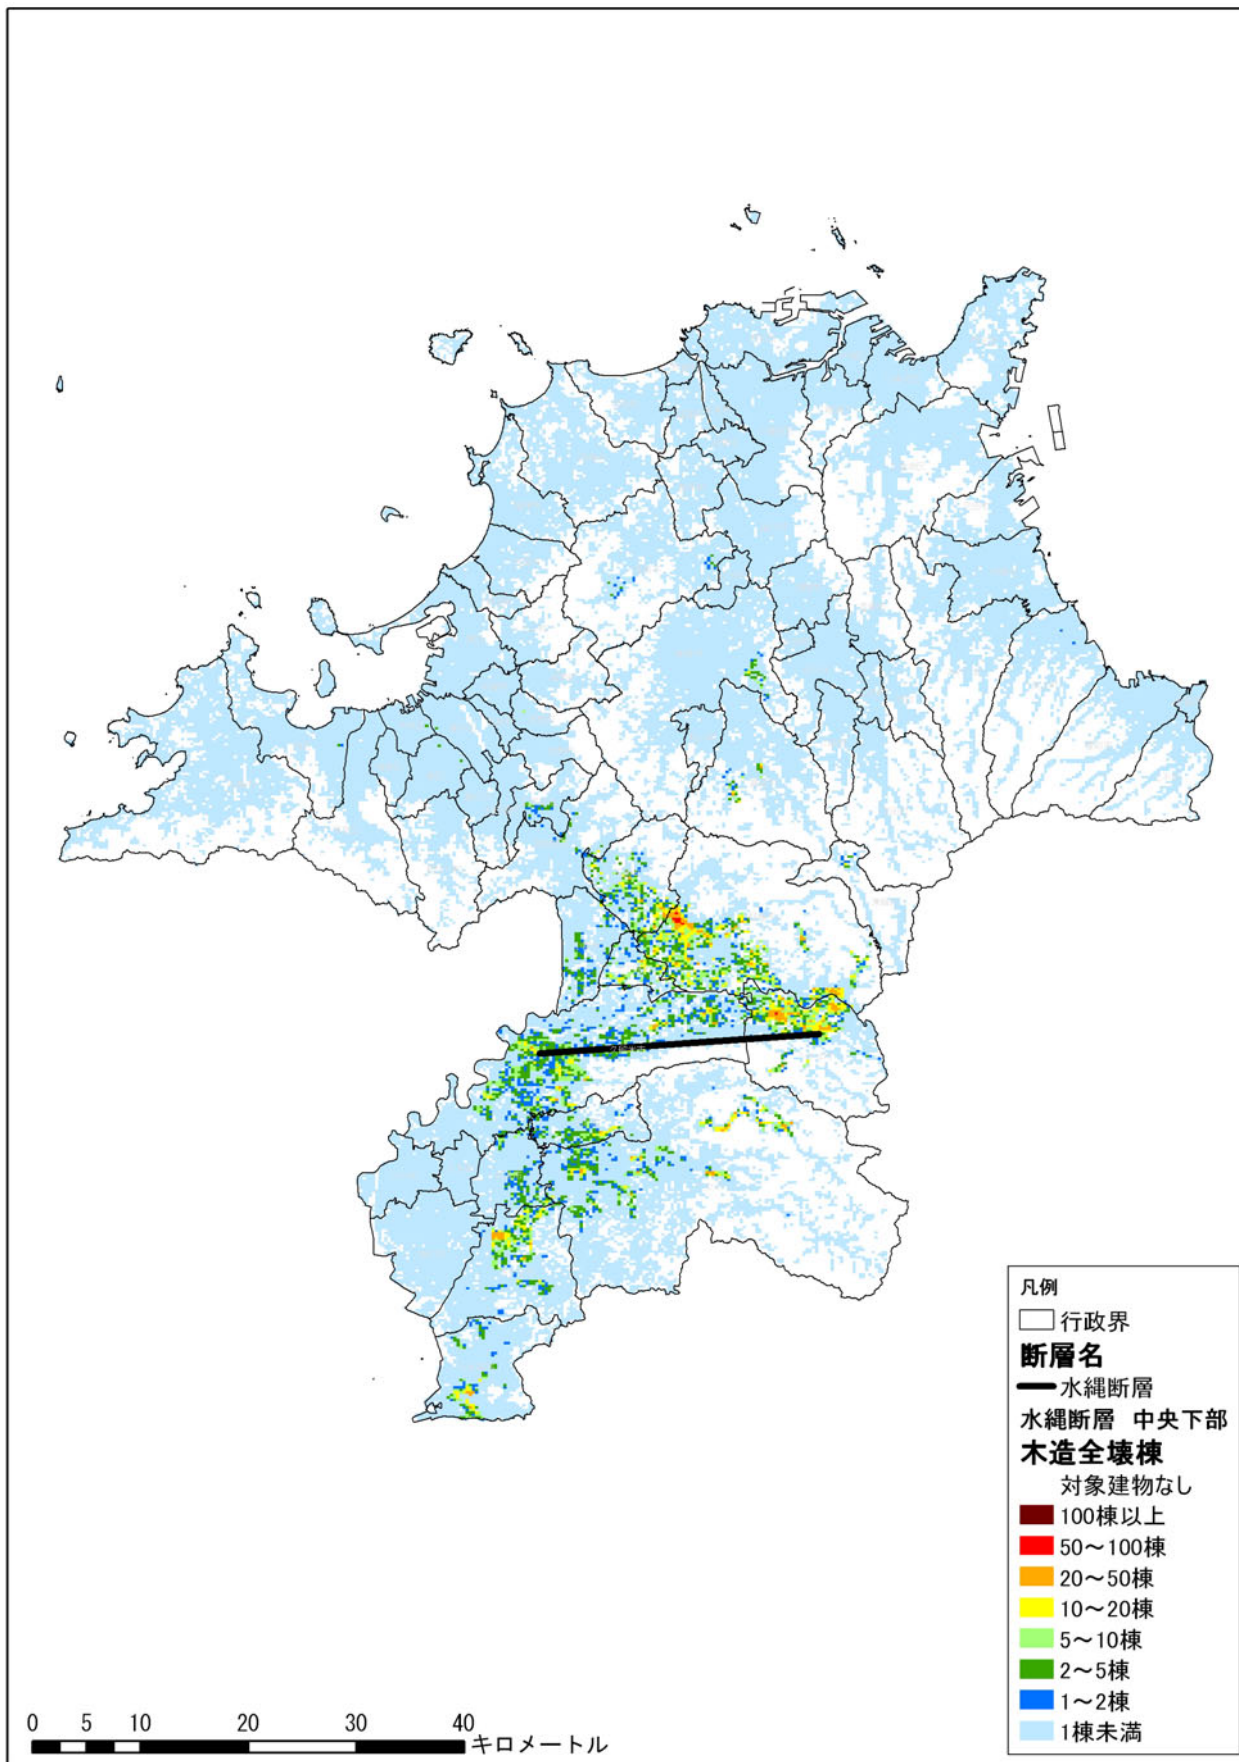 凡例
行政界
断層名
水縄断層
水縄断層 中央下部
木造全壊棟
対象建物なし
100棟以上
50～100棟
20～50棟
10～20棟
5～10棟
2～5棟
1～2棟
1棟未満
0 5 10 20 30 40
キロメートル